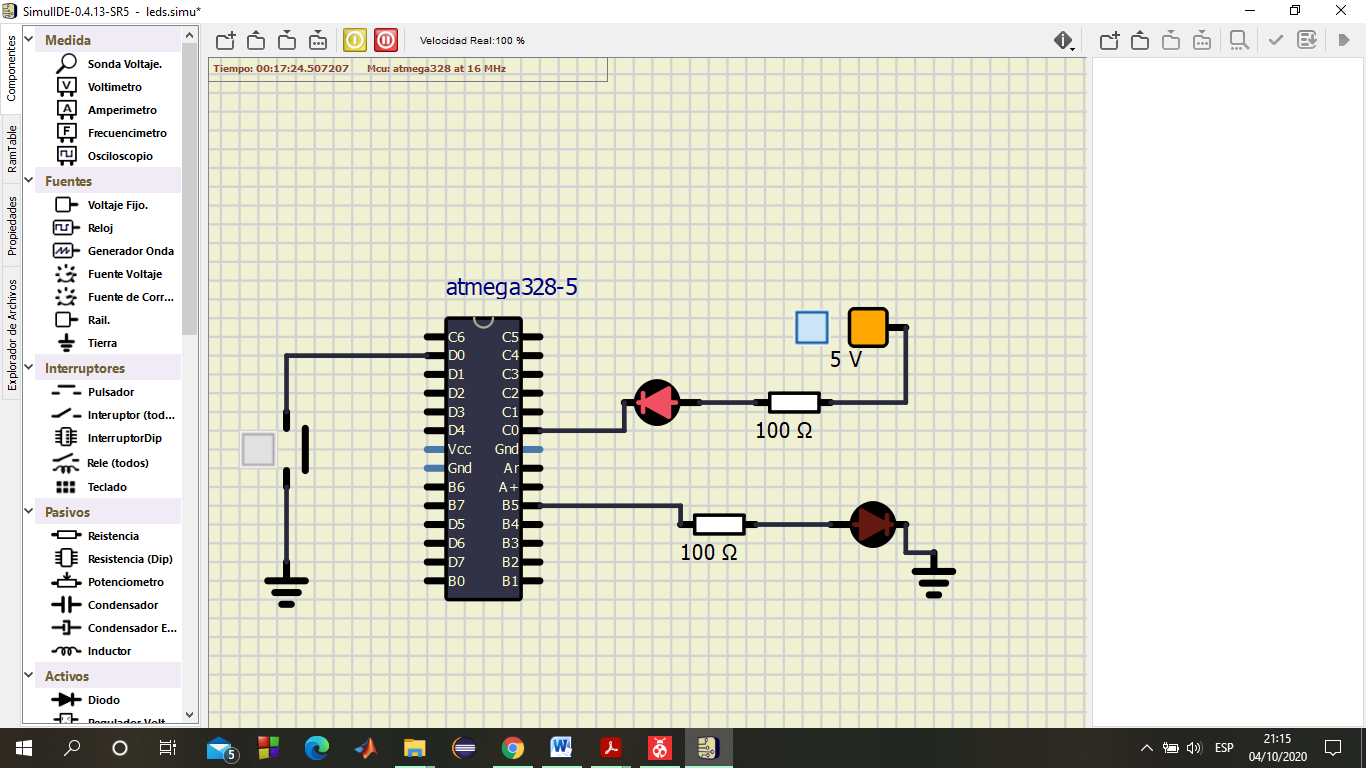 SimulIDE-0.4.13-SR5 - leds.simu*
Componentes
RamTable
Propiedades
Explorador de Archivos
Medida
Sonda Voltaje.
Voltimetro
Amperimetro
Frecuencimetro
Osciloscopio
Fuentes
Voltaje Fijo.
Reloj
Generador Onda
Fuente Voltaje
Fuente de Corr...
Rail.
Tierra
Interruptores
Pulsador
Interuptor (tod...
InterruptorDip
Rele (todos)
Teclado
Pasivos
Reistencia
Resistencia (Dip)
Potenciometro
Condensador
Condensador E...
Inductor
Activos
Diodo
Regulador Volt
Velocidad Real:100 %
Tiempo: 00:17:24.507207 Mcu: atmega328 at 16 MHz
atmega328-5
C6 C5
D0 C4
D1 C3
D2 C2
D3 C1
D4 C0
Vcc Gnd
Gnd Ar
B6 A+
B7 B5
D5 B4
D6 B3
D7 B2
B0 B1
5 V
100 Ω
100 Ω
5
W
ESP
21:15
04/10/2020